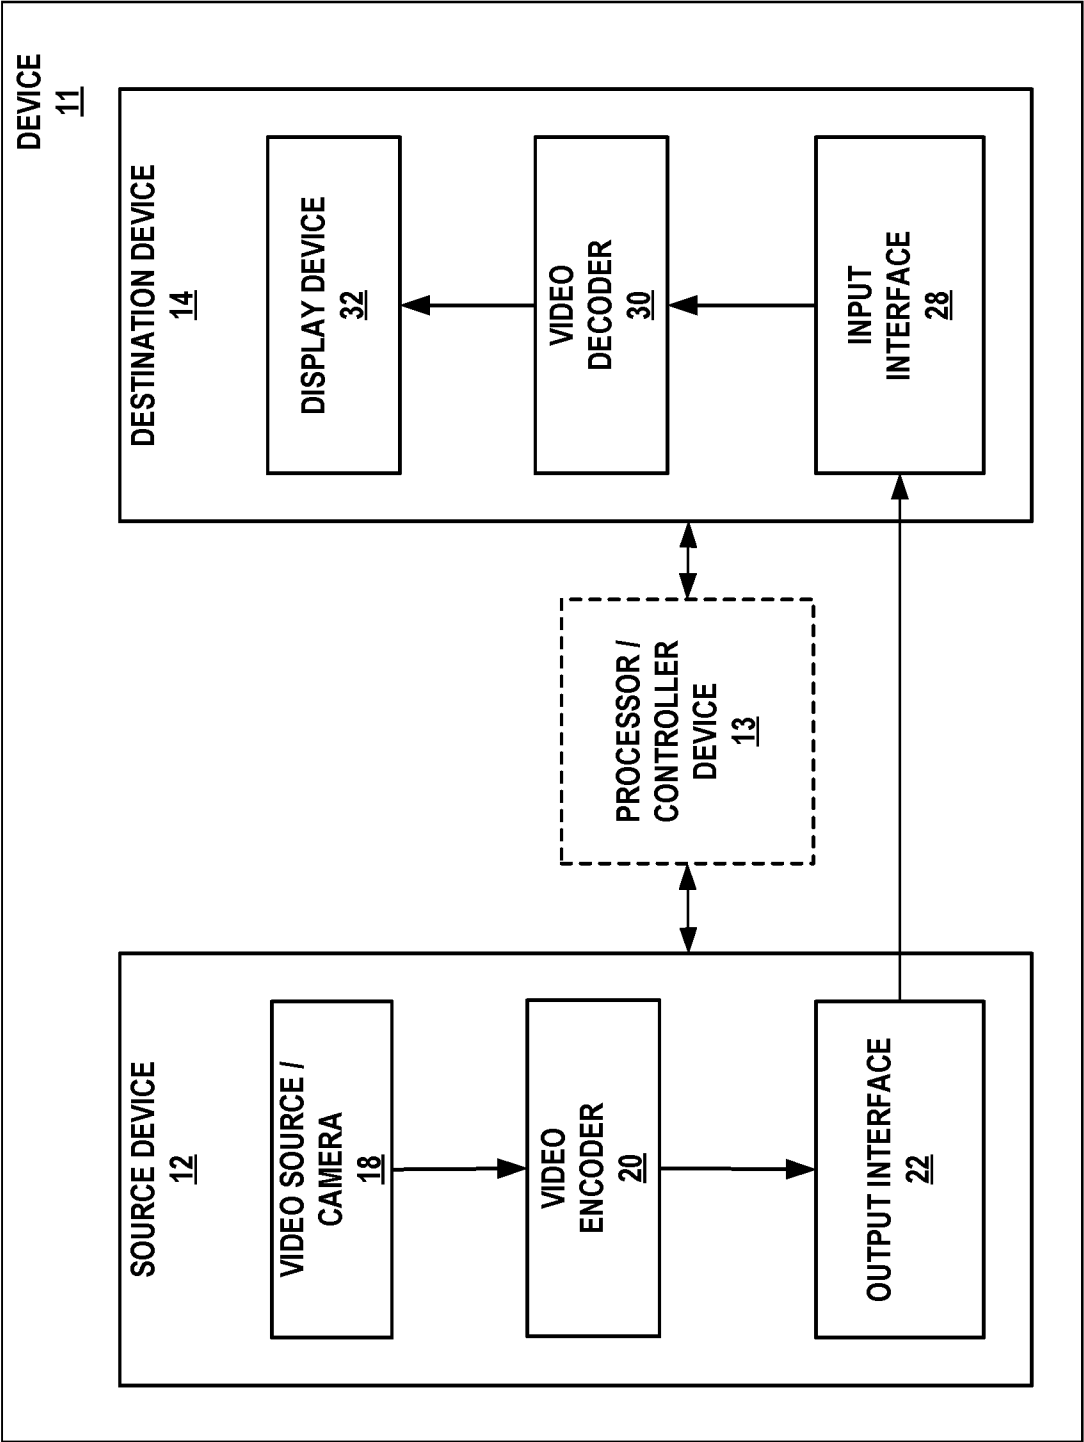 DEVICE
11
SOURCE DEVICE
12
VIDEO SOURCE /
CAMERA
18
VIDEO
ENCODER
20
OUTPUT INTERFACE
22
PROCESSOR /
CONTROLLER
DEVICE
13
DESTINATION DEVICE
14
DISPLAY DEVICE
32
VIDEO
DECODER
30
INPUT
INTERFACE
28